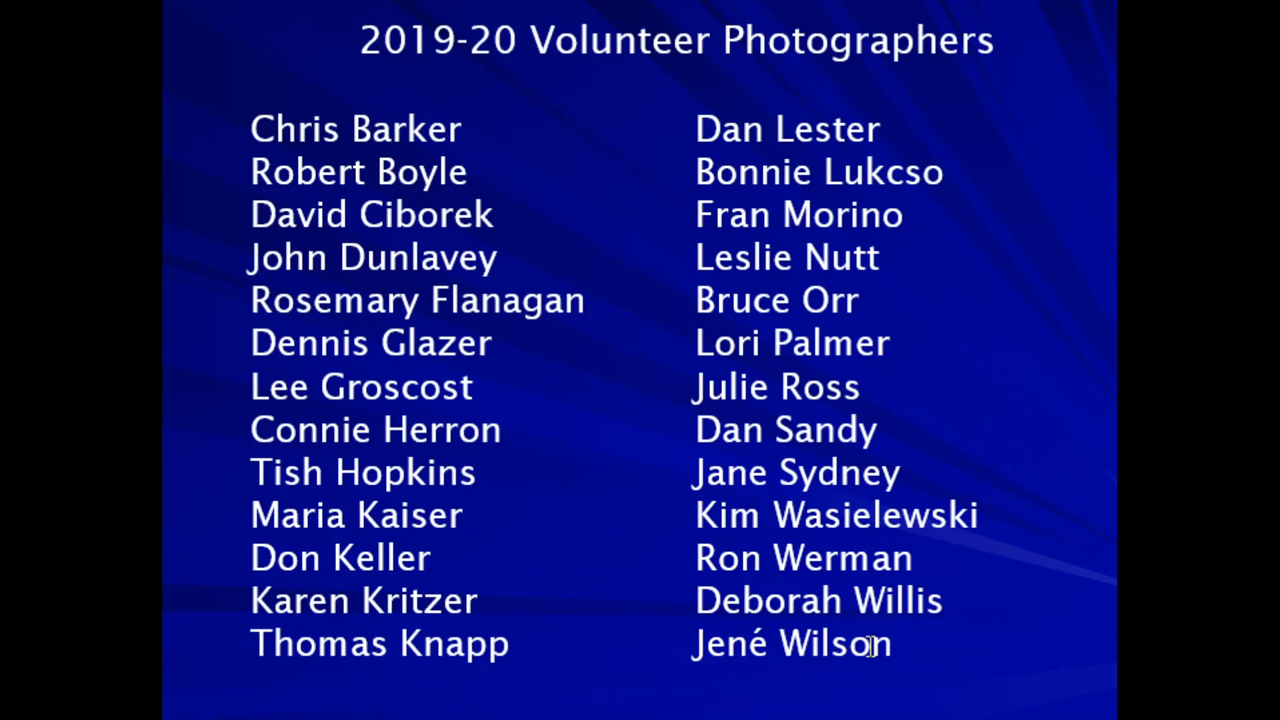 2019-20 Volunteer Photographers
Chris Barker
Robert Boyle
David Ciborek
John Dunlavey
Rosemary Flanagan
Dennis Glazer
Lee Groscost
Connie Herron
Tish Hopkins
Maria Kaiser
Don Keller
Karen Kritzer
Thomas Knapp
Dan Lester
Bonnie Lukcso
Fran Morino
Leslie Nutt
Bruce Orr
Lori Palmer
Julie Ross
Dan Sandy
Jane Sydney
Kim Wasielewski
Ron Werman
Deborah Willis
Jené Wilson